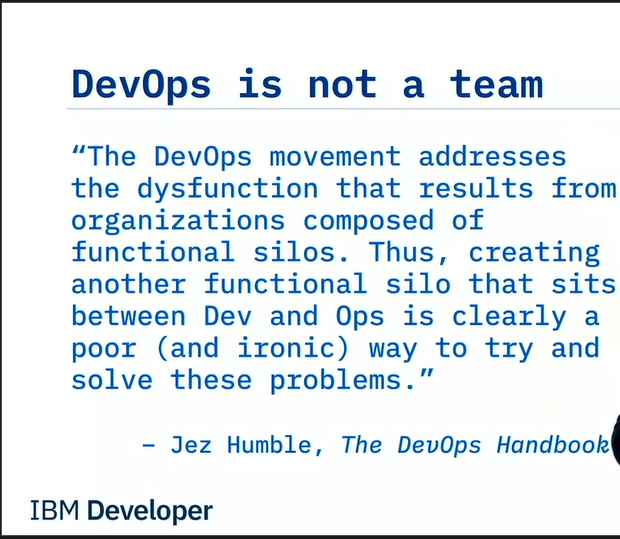 DevOps is not a team
“The DevOps movement addresses
the dysfunction that results from
organizations composed of
functional silos. Thus, creating
another functional silo that sits
between Dev and Ops is clearly a
poor (and ironic) way to try and
solve these problems.”
– Jez Humble, The DevOps Handbook
IBM Developer